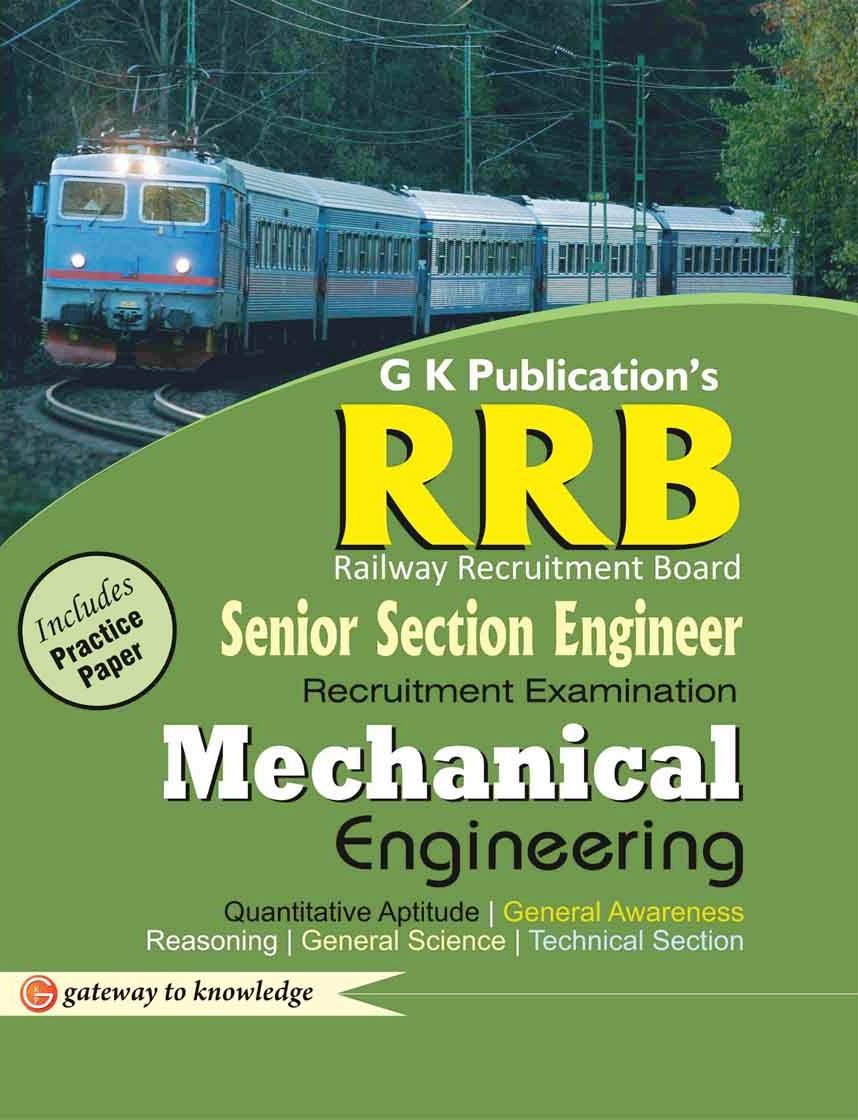 G K Publication's
RRB
Railway Recruitment Board
Includes
Practice
Paper
Senior Section Engineer
Recruitment Examination
Mechanical
Engineering
Quantitative Aptitude | General Awareness
Reasoning | General Science | Technical Section
gateway to knowledge